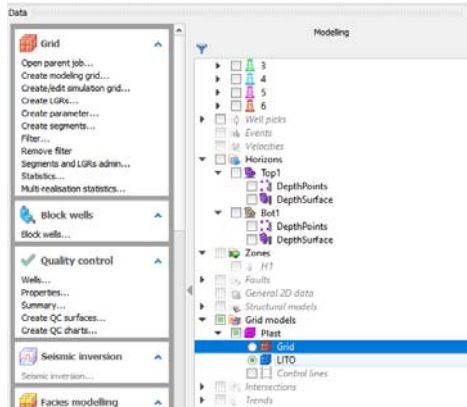 Data
Grid
Open parent job...
Create modeling grid...
Create/edit simulation grid...
Create LGRs...
Create parameter...
Create segments...
Filter...
Remove filter
Segments and LGRs admin...
Statistics...
Multi-realisation statistics...
Block wells
Block wells...
Quality control
Wells...
Properties...
Summary...
Create QC surfaces...
Create QC charts...
Seismic inversion
Seismic inversion...
Facies modelling
Modelling
3
4
5
6
Well picks
Events
Velocities
Horizons
Top1
DepthPoints
DepthSurface
Bot1
DepthPoints
DepthSurface
Zones
H1
Faults
General 2D data
Structural models
Grid models
Plast
Grid
LITO
Control lines
Intersections
Trends